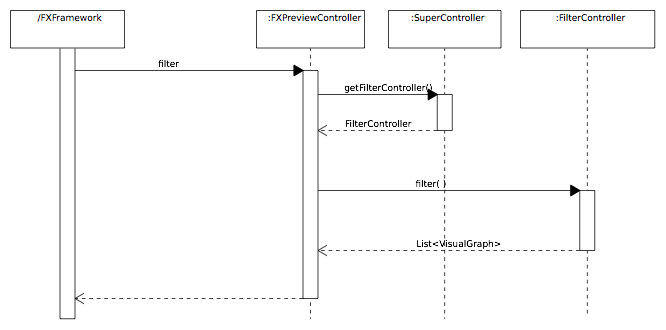 /FXFramework
:FXPreviewController
:SuperController
:FilterController
filter
getFilterController()
FilterController
filter( )
List<VisualGraph>